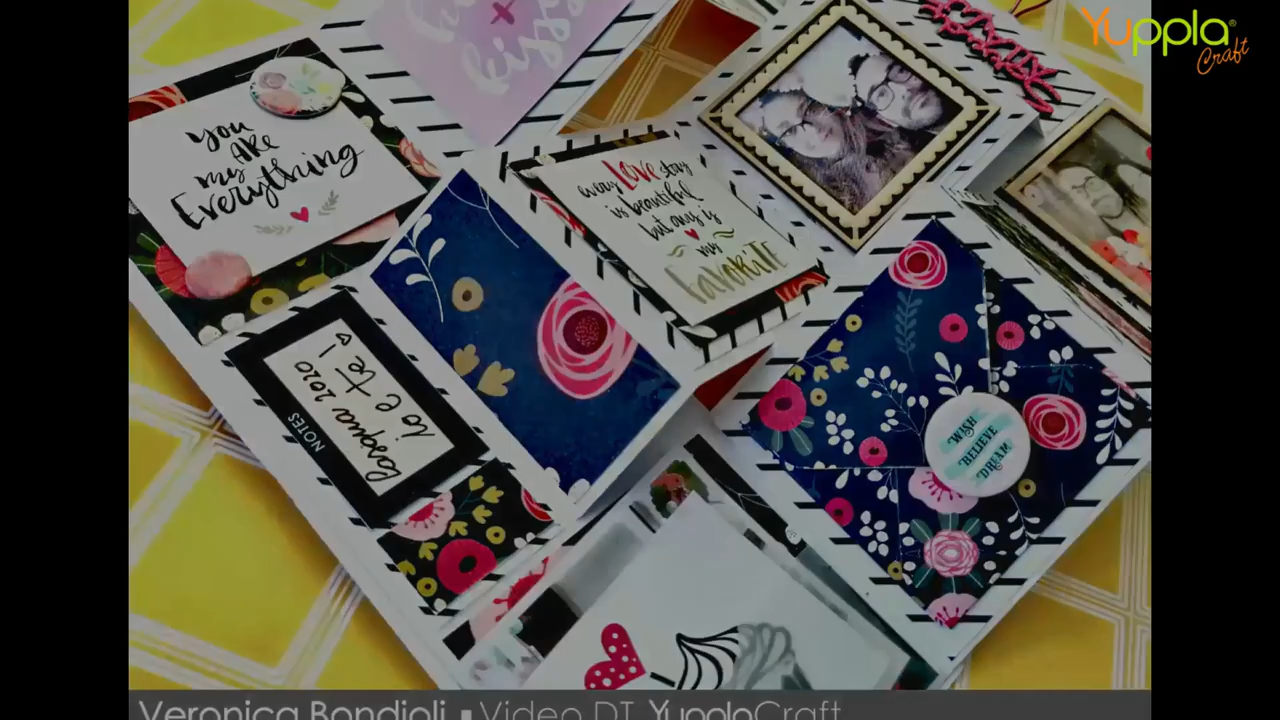 Yuppla®
Craft
kiss
You
ARE
my
Everything
every LOVE story
is beautiful
but ours is
my
FAVORITE
NOTES
Pasqua 2020
io e te!
WISH
BELIEVE
DREAM
Veronica Bondioli ▪ Video DT YupplaCraft